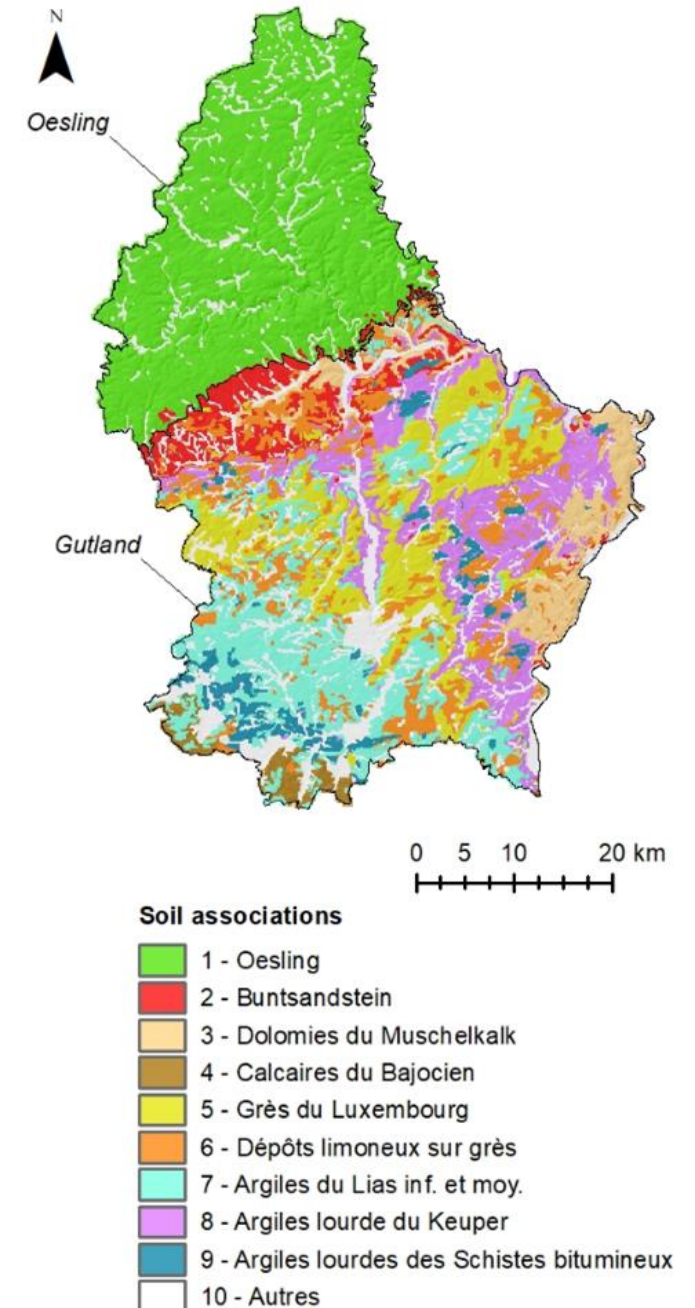 N
Oesling
Gutland
0 5 10 20 km
Soil associations
1 - Oesling
2 - Buntsandstein
3 - Dolomies du Muschelkalk
4 - Calcaires du Bajocien
5 - Grès du Luxembourg
6 - Dépôts limoneux sur grès
7 - Argiles du Lias inf. et moy.
8 - Argiles lourde du Keuper
9 - Argiles lourdes des Schistes bitumineux
10 - Autres